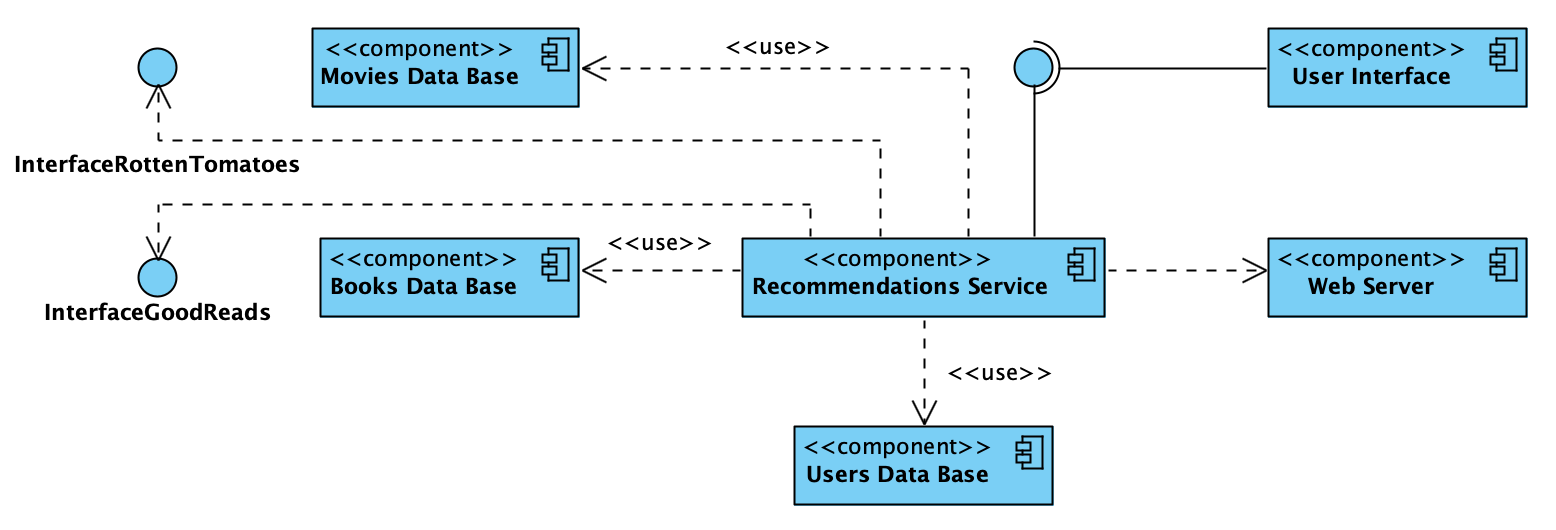 <<component>>
Movies Data Base
<<use>>
<<component>>
User Interface
InterfaceRottenTomatoes
<<component>>
Books Data Base
<<use>>
<<component>>
Recommendations Service
<<component>>
Web Server
InterfaceGoodReads
<<use>>
<<component>>
Users Data Base